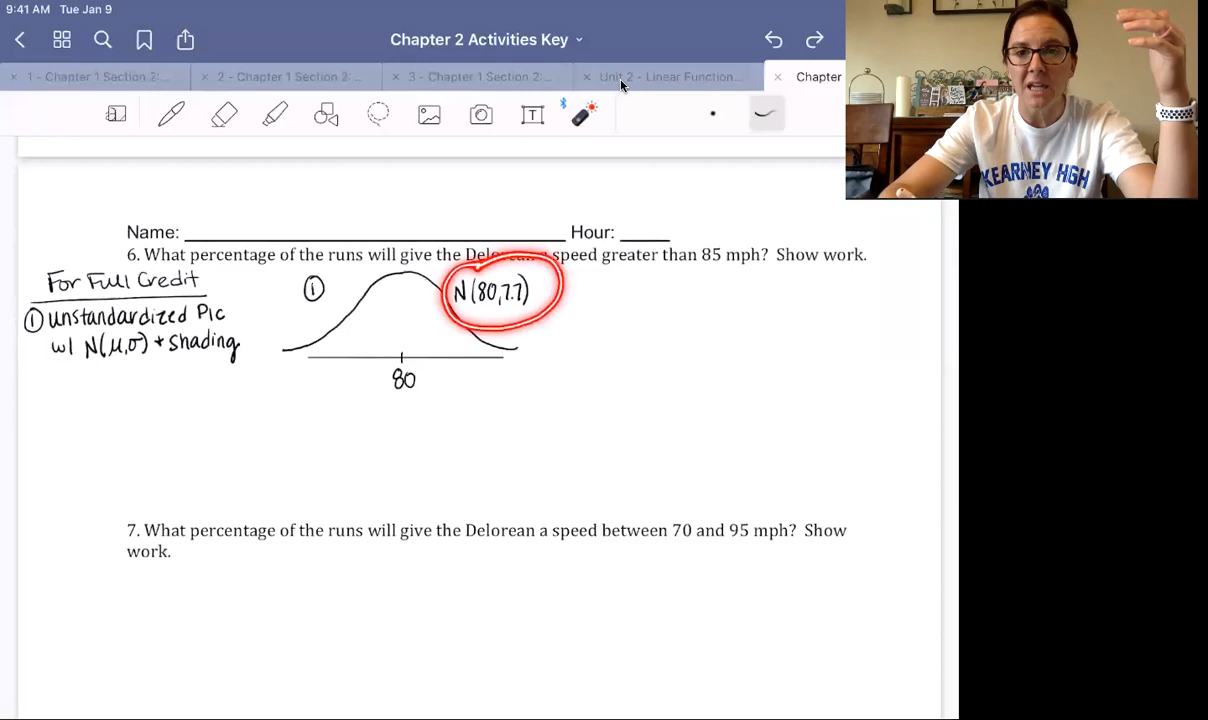 9:41 AM Tue Jan 9
Chapter 2 Activities Key
1 - Chapter 1 Section 2:...
2 - Chapter 1 Section 2:...
3 - Chapter 1 Section 2:...
Unit 2 - Linear Function...
Chapter
T
KEARNEY HGH
Name: Hour:
6. What percentage of the runs will give the Delorean a speed greater than 85 mph? Show work.
For Full Credit
① unstandardized Pic
w/ N(μ,σ) + Shading
①
N(80,7.7)
80
7. What percentage of the runs will give the Delorean a speed between 70 and 95 mph? Show
work.